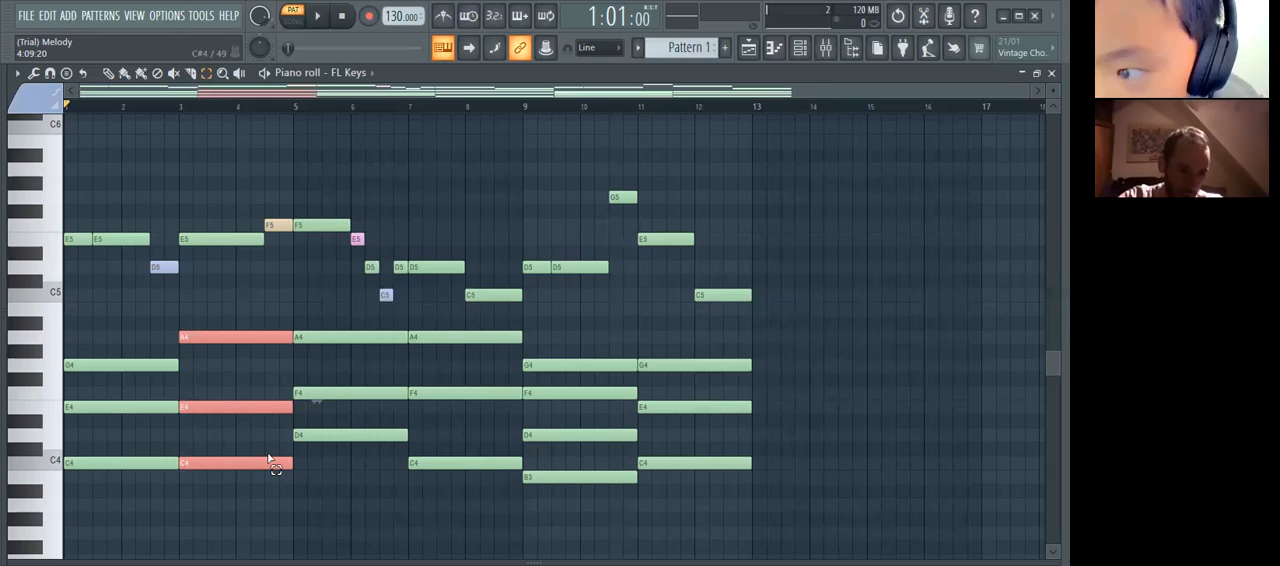 FILE EDIT ADD PATTERNS VIEW OPTIONS TOOLS HELP
PAT
SONG
130.000
3.2:
1:01:00
B:S:T
2
120 MB
0
(Trial) Melody
C#4 / 49
4:09:20
Line
Pattern 1
21/01
Vintage Cho..
Piano roll - FL Keys
2 3 4 5 6 7 8 9 10 11 12 13 14 15 16 17 18
C6
G5
F5 F5
E5 E5 E5 E5 E5
D5 D5 D5 D5 D5 D5
C5 C5 C5 C5
A4 A4 A4
G4 G4 G4
F4 F4 F4
E4 E4 E4
D4 D4
C4 C4 C4 C4 C4
B3